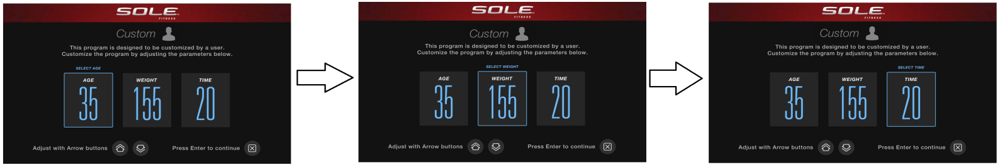 SOLE
FITNESS
Custom
This program is designed to be customized by a user.
Customize the program by adjusting the parameters below.
SELECT AGE
AGE WEIGHT TIME
35 155 20
Adjust with Arrow buttons Press Enter to continue
SOLE
FITNESS
Custom
This program is designed to be customized by a user.
Customize the program by adjusting the parameters below.
SELECT WEIGHT
AGE WEIGHT TIME
35 155 20
Adjust with Arrow buttons Press Enter to continue
SOLE
FITNESS
Custom
This program is designed to be customized by a user.
Customize the program by adjusting the parameters below.
SELECT TIME
AGE WEIGHT TIME
35 155 20
Adjust with Arrow buttons Press Enter to continue